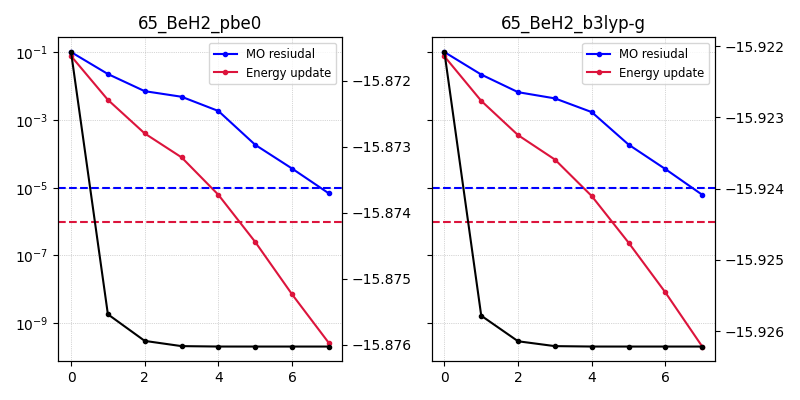 65_BeH2_pbe0
65_BeH2_b3lyp-g
MO resiudal
Energy update
MO resiudal
Energy update
10⁻¹
10⁻³
10⁻⁵
10⁻⁷
10⁻⁹
−15.872
−15.873
−15.874
−15.875
−15.876
−15.922
−15.923
−15.924
−15.925
−15.926
0 2 4 6
0 2 4 6